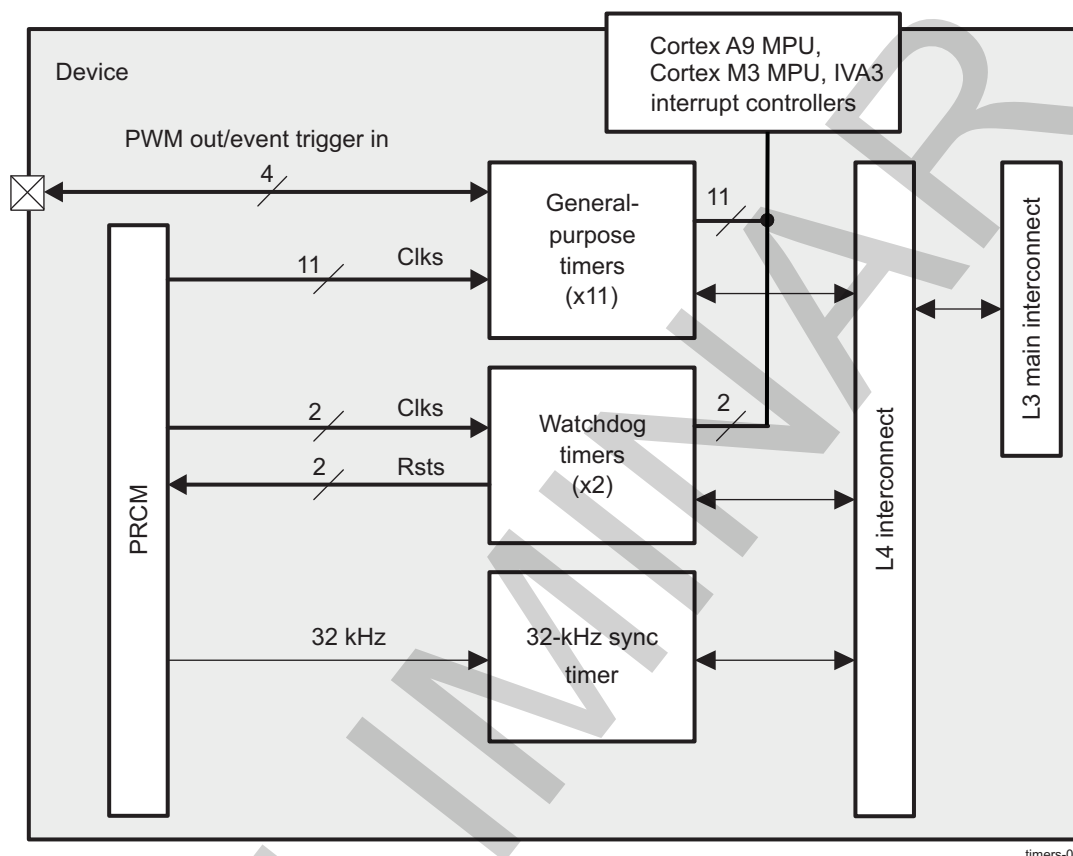 Cortex A9 MPU,
Cortex M3 MPU, IVA3
interrupt controllers
Device
PWM out/event trigger in
4
General-
purpose
timers
(x11)
11
11
Clks
L3 main interconnect
2
Clks
Watchdog
timers
(x2)
2
2
Rsts
L4 interconnect
PRCM
32 kHz
32-kHz sync
timer
IMINAR